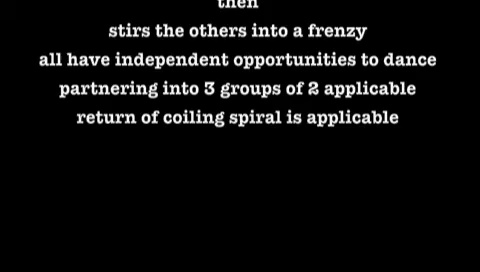 then
stirs the others into a frenzy
all have independent opportunities to dance
partnering into 3 groups of 2 applicable
return of coiling spiral is applicable